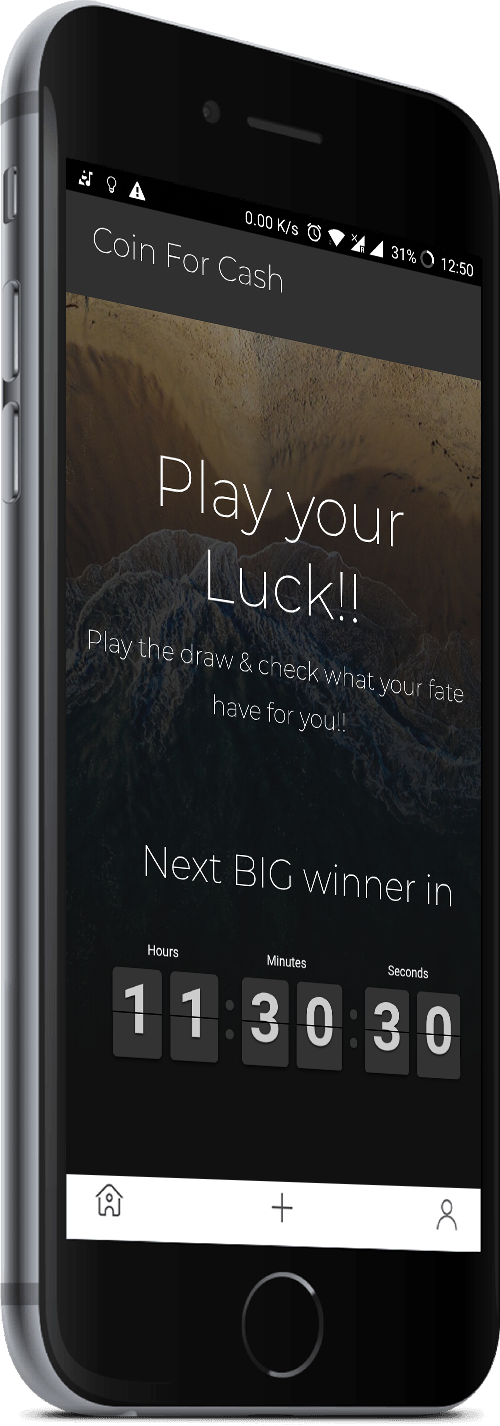 0.00 K/s 31% 12:50
Coin For Cash
Play your
Luck!!
Play the draw & check what your fate
have for you!!
Next BIG winner in
Hours Minutes Seconds
11:30:30